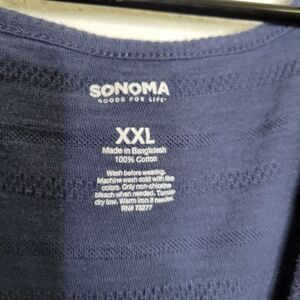 SONOMA
GOODS FOR LIFE
XXL
Made in Bangladesh
100% Cotton
Wash before wearing.
Machine wash cold with like
colors. Only non-chlorine
bleach when needed. Tumble
dry low. Warm iron if needed.
RN# 73277